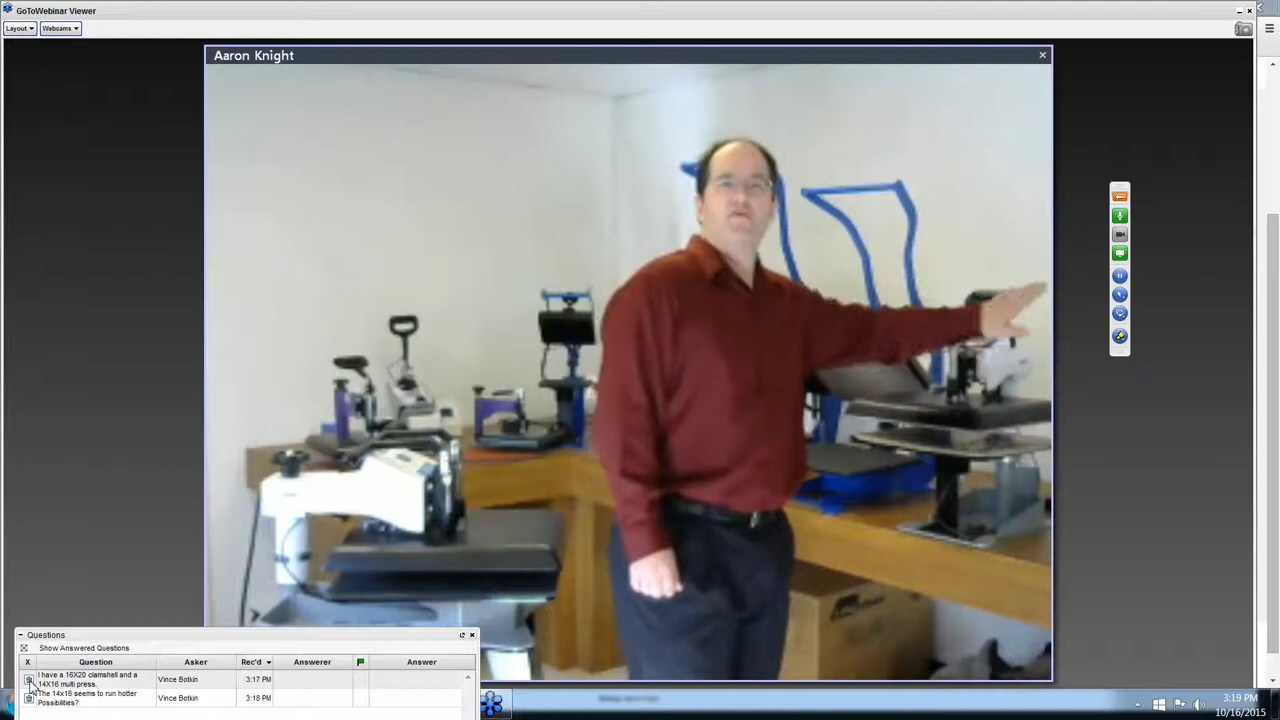 GoToWebinar Viewer
Layout
Webcams
Aaron Knight
Questions
Show Answered Questions
X Question Asker Rec'd Answerer Answer
I have a 16X20 clamshell and a
14X16 multi press.
Vince Botkin 3:17 PM
The 14x16 seems to run hotter
Possibilities?
Vince Botkin 3:18 PM
3:19 PM
10/16/2015